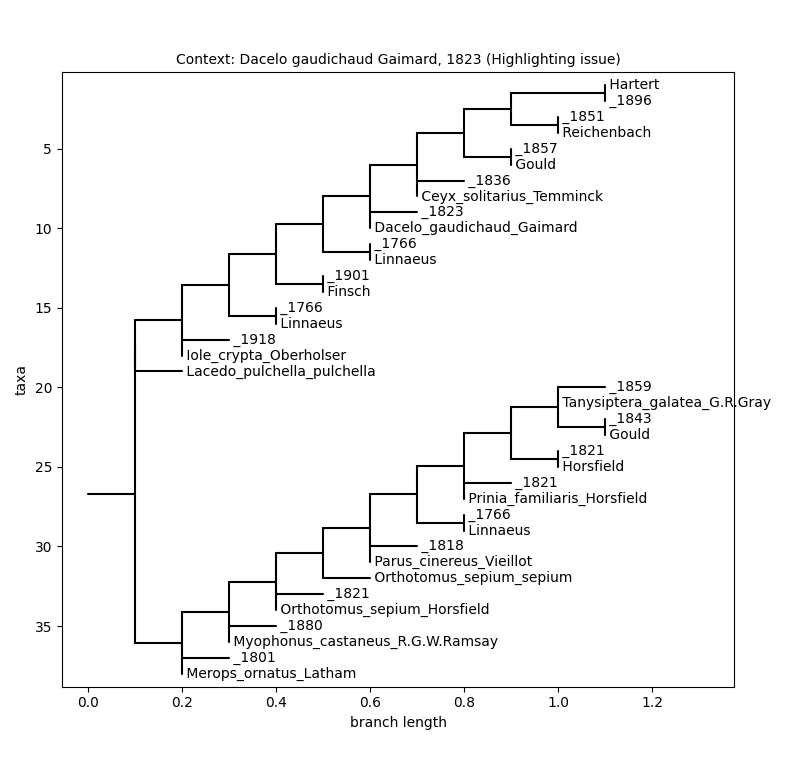 Context: Dacelo gaudichaud Gaimard, 1823 (Highlighting issue)
Hartert
_1896
_1851
Reichenbach
_1857
Gould
_1836
Ceyx_solitarius_Temminck
_1823
Dacelo_gaudichaud_Gaimard
_1766
Linnaeus
_1901
Finsch
_1766
Linnaeus
_1918
Iole_crypta_Oberholser
Lacedo_pulchella_pulchella
_1859
Tanysiptera_galatea_G.R.Gray
_1843
Gould
_1821
Horsfield
_1821
Prinia_familiaris_Horsfield
_1766
Linnaeus
_1818
Parus_cinereus_Vieillot
Orthotomus_sepium_sepium
_1821
Orthotomus_sepium_Horsfield
_1880
Myophonus_castaneus_R.G.W.Ramsay
_1801
Merops_ornatus_Latham
5
10
15
20
25
30
35
taxa
0.0 0.2 0.4 0.6 0.8 1.0 1.2
branch length